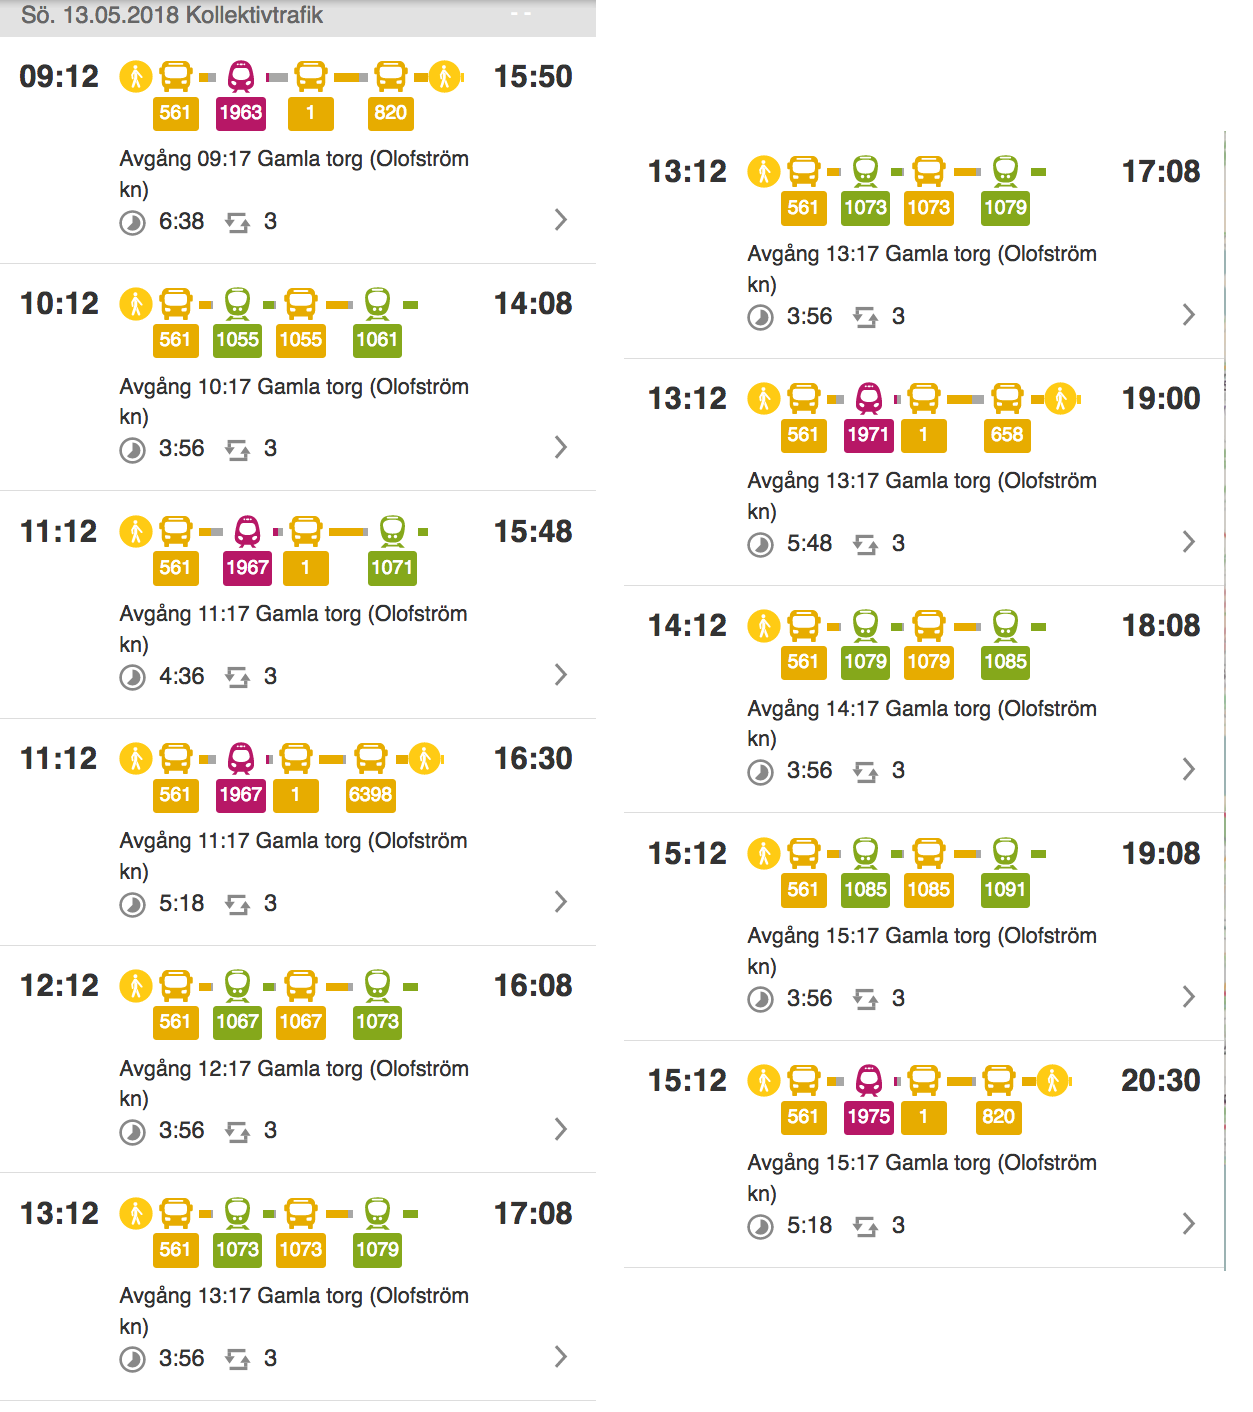 Sö. 13.05.2018 Kollektivtrafik
09:12 15:50
561 1963 1 820
Avgång 09:17 Gamla torg (Olofström
kn)
6:38 3
10:12 14:08
561 1055 1055 1061
Avgång 10:17 Gamla torg (Olofström
kn)
3:56 3
11:12 15:48
561 1967 1 1071
Avgång 11:17 Gamla torg (Olofström
kn)
4:36 3
11:12 16:30
561 1967 1 6398
Avgång 11:17 Gamla torg (Olofström
kn)
5:18 3
12:12 16:08
561 1067 1067 1073
Avgång 12:17 Gamla torg (Olofström
kn)
3:56 3
13:12 17:08
561 1073 1073 1079
Avgång 13:17 Gamla torg (Olofström
kn)
3:56 3
13:12 17:08
561 1073 1073 1079
Avgång 13:17 Gamla torg (Olofström
kn)
3:56 3
13:12 19:00
561 1971 1 658
Avgång 13:17 Gamla torg (Olofström
kn)
5:48 3
14:12 18:08
561 1079 1079 1085
Avgång 14:17 Gamla torg (Olofström
kn)
3:56 3
15:12 19:08
561 1085 1085 1091
Avgång 15:17 Gamla torg (Olofström
kn)
3:56 3
15:12 20:30
561 1975 1 820
Avgång 15:17 Gamla torg (Olofström
kn)
5:18 3